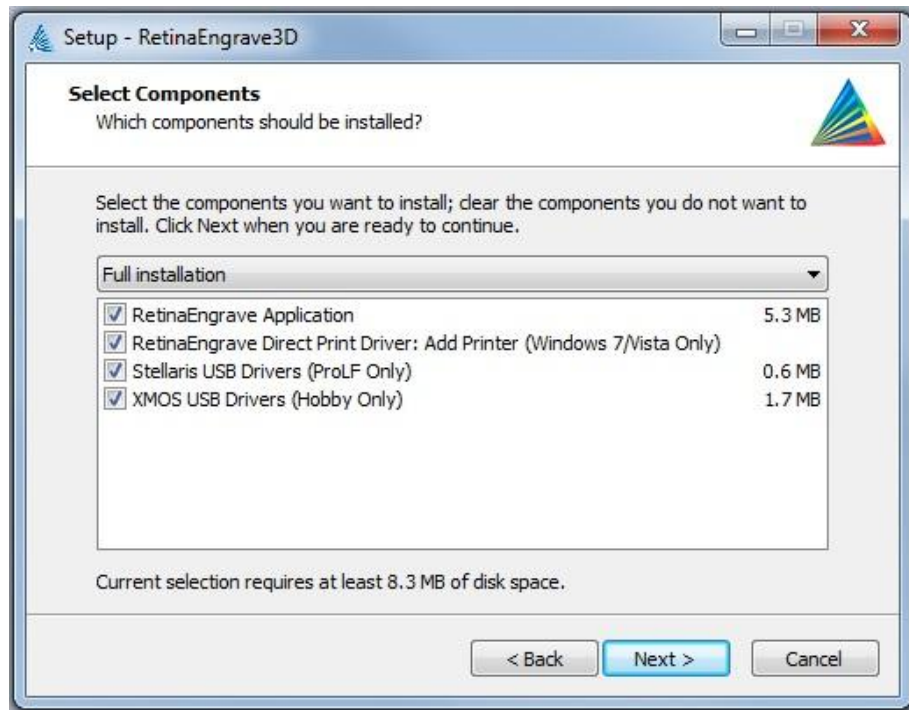 Setup - RetinaEngrave3D
Select Components
Which components should be installed?
Select the components you want to install; clear the components you do not want to
install. Click Next when you are ready to continue.
Full installation
RetinaEngrave Application 5.3 MB
RetinaEngrave Direct Print Driver: Add Printer (Windows 7/Vista Only)
Stellaris USB Drivers (ProLF Only) 0.6 MB
XMOS USB Drivers (Hobby Only) 1.7 MB
Current selection requires at least 8.3 MB of disk space.
< Back Next > Cancel